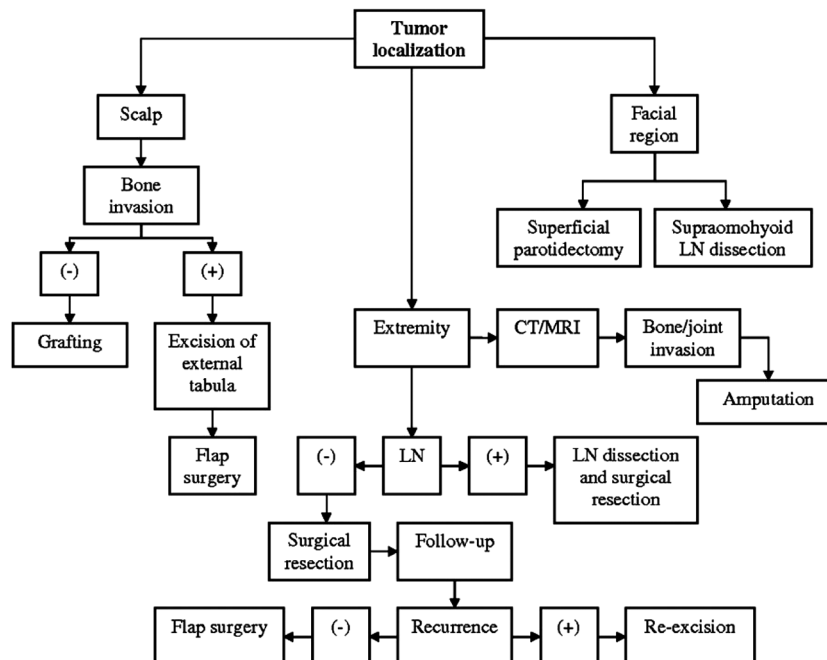 Tumor
localization
Scalp
Facial
region
Bone
invasion
Superficial
parotidectomy
Supraomohyoid
LN dissection
(-)
(+)
Grafting
Excision of
external
tabula
Extremity
CT/MRI
Bone/joint
invasion
Amputation
Flap
surgery
(-)
LN
(+)
LN dissection
and surgical
resection
Surgical
resection
Follow-up
Flap surgery
(-)
Recurrence
(+)
Re-excision